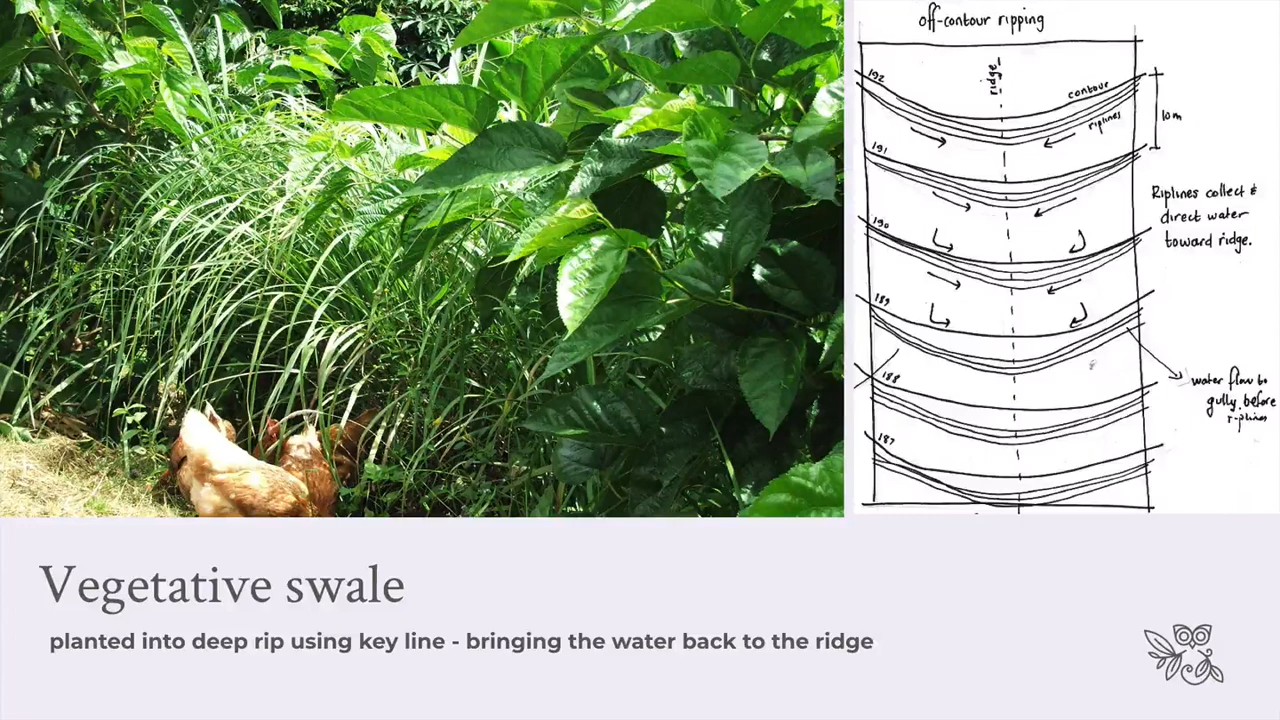 off-contour ripping
ridge
192
contour
riplines
10m
191
Riplines collect &
direct water
toward ridge.
190
189
188
water flow to
gully before
riplines
187
Vegetative swale
planted into deep rip using key line - bringing the water back to the ridge